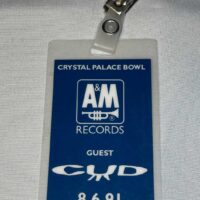 CRYSTAL PALACE BOWL
A&M
RECORDS
GUEST
CUD
8.6.91